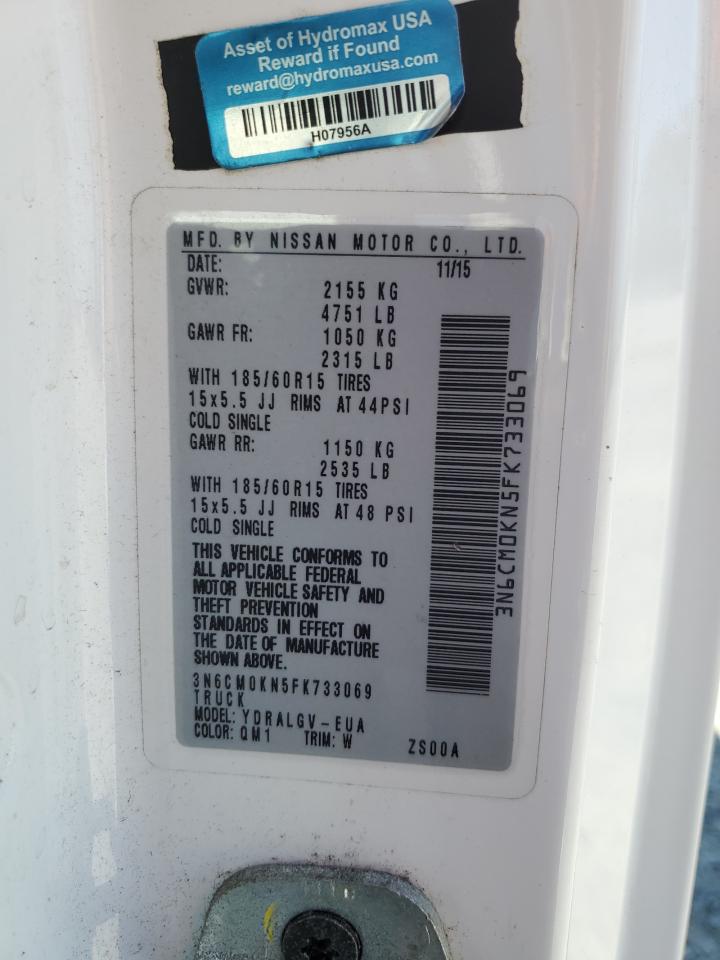 Asset of Hydromax USA
Reward if Found
reward@hydromaxusa.com
H07956A
MFD. BY NISSAN MOTOR CO., LTD.
DATE: 11/15
GVWR: 2155 KG
4751 LB
GAWR FR: 1050 KG
2315 LB
WITH 185/60R15 TIRES
15x5.5 JJ RIMS AT 44PSI
COLD SINGLE
GAWR RR: 1150 KG
2535 LB
WITH 185/60R15 TIRES
15x5.5 JJ RIMS AT 48 PSI
COLD SINGLE
THIS VEHICLE CONFORMS TO
ALL APPLICABLE FEDERAL
MOTOR VEHICLE SAFETY AND
THEFT PREVENTION
STANDARDS IN EFFECT ON
THE DATE OF MANUFACTURE
SHOWN ABOVE.
3N6CM0KN5FK733069
TRUCK
MODEL: YDRALGV-EUA
COLOR: QM1 TRIM: W ZS00A
3N6CM0KN5FK733069